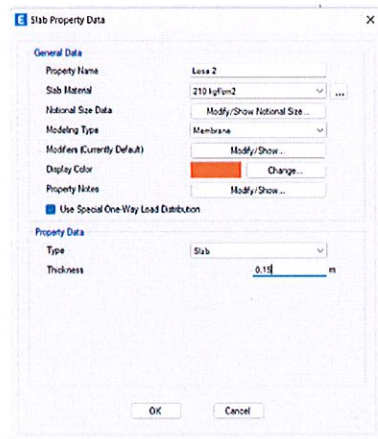 E Slab Property Data
General Data
Property Name Losa 2
Slab Material 210 kgf/cm2 ...
Notional Size Data Modify/Show Notional Size...
Modeling Type Membrane
Modifiers (Currently Default) Modify/Show...
Display Color Change...
Property Notes Modify/Show...
Use Special One-Way Load Distribution
Property Data
Type Slab
Thickness 0.15 m
OK Cancel